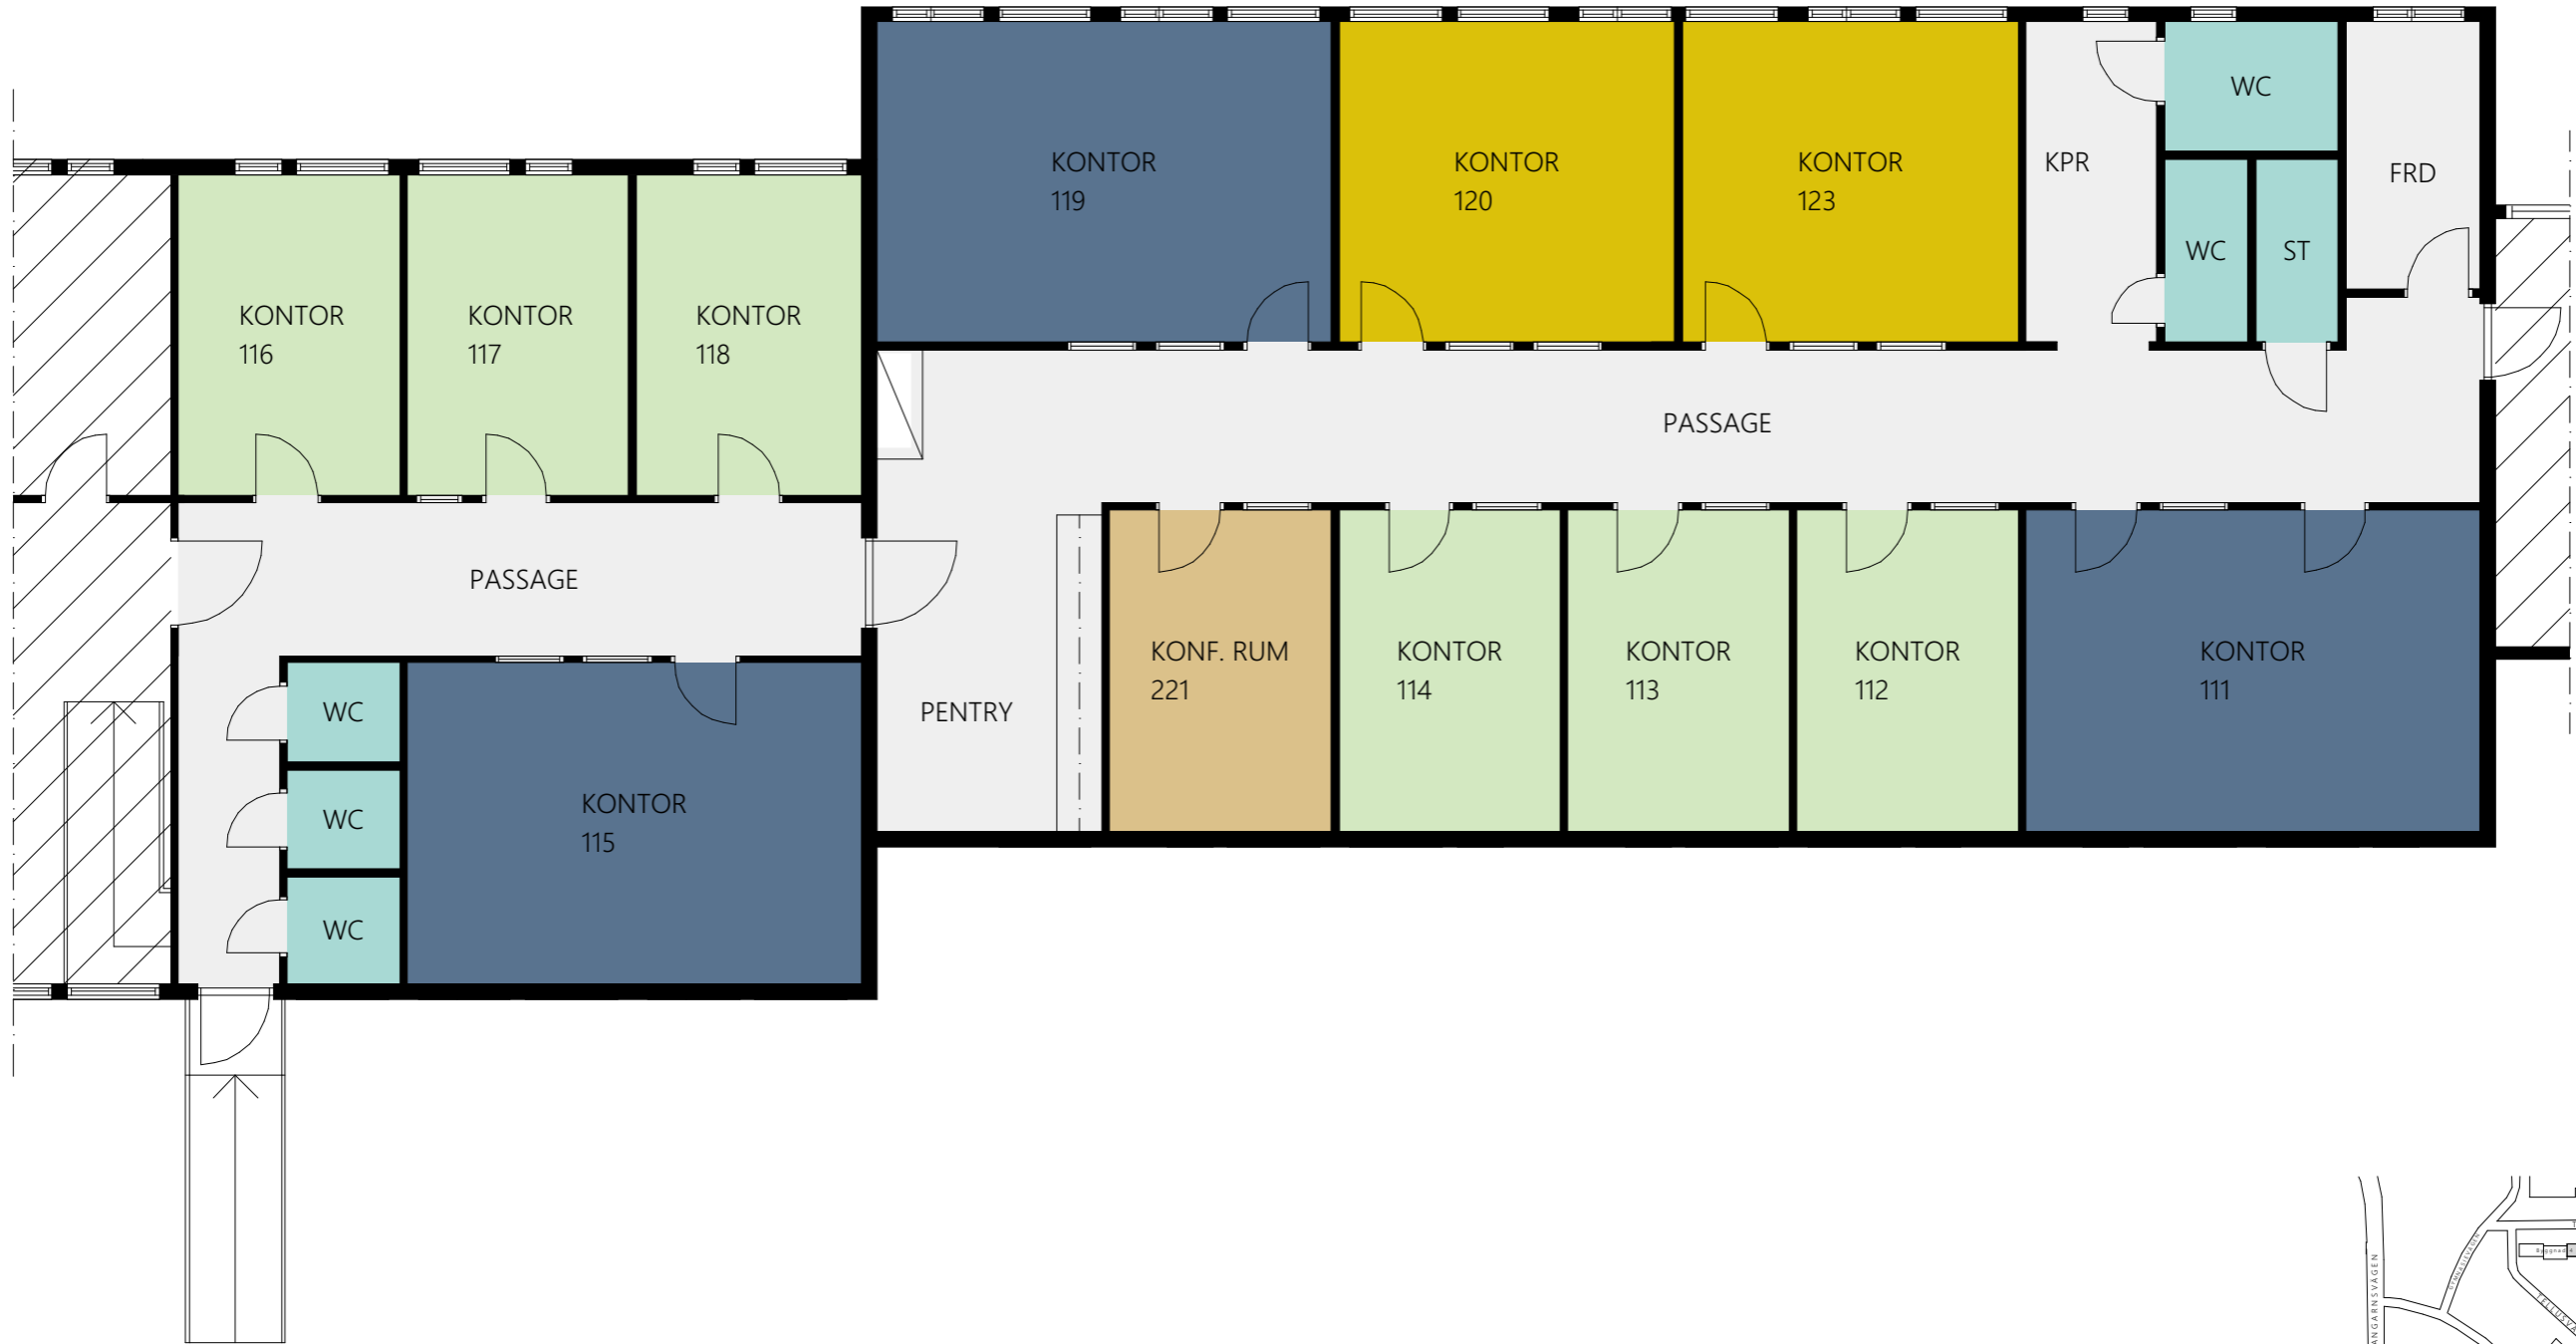 KONTOR
119
KONTOR
120
KONTOR
123
KPR
WC
WC
ST
FRD
KONTOR
116
KONTOR
117
KONTOR
118
PASSAGE
PASSAGE
WC
WC
WC
KONTOR
115
PENTRY
KONF. RUM
221
KONTOR
114
KONTOR
113
KONTOR
112
KONTOR
111